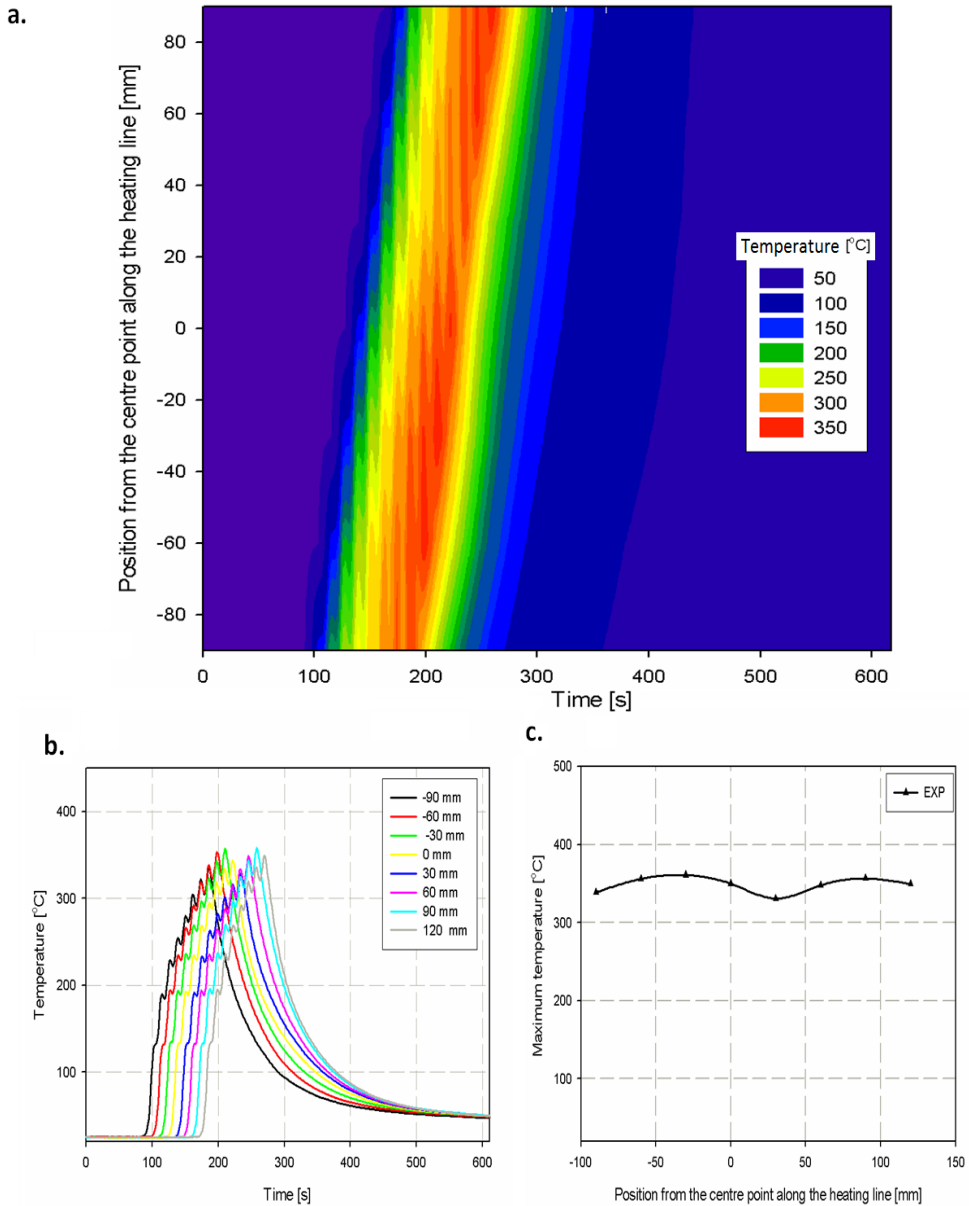 a.
Position from the centre point along the heating line [mm]
80
60
40
20
0
-20
-40
-60
-80
0
100
200
300
400
500
600
Time [s]
Temperature [°C]
50
100
150
200
250
300
350
b.
Temperature [°C]
400
300
200
100
0
100
200
300
400
500
600
Time [s]
-90 mm
-60 mm
-30 mm
0 mm
30 mm
60 mm
90 mm
120 mm
c.
Maximum temperature [°C]
500
400
300
200
100
-100
-50
0
50
100
150
Position from the centre point along the heating line [mm]
EXP